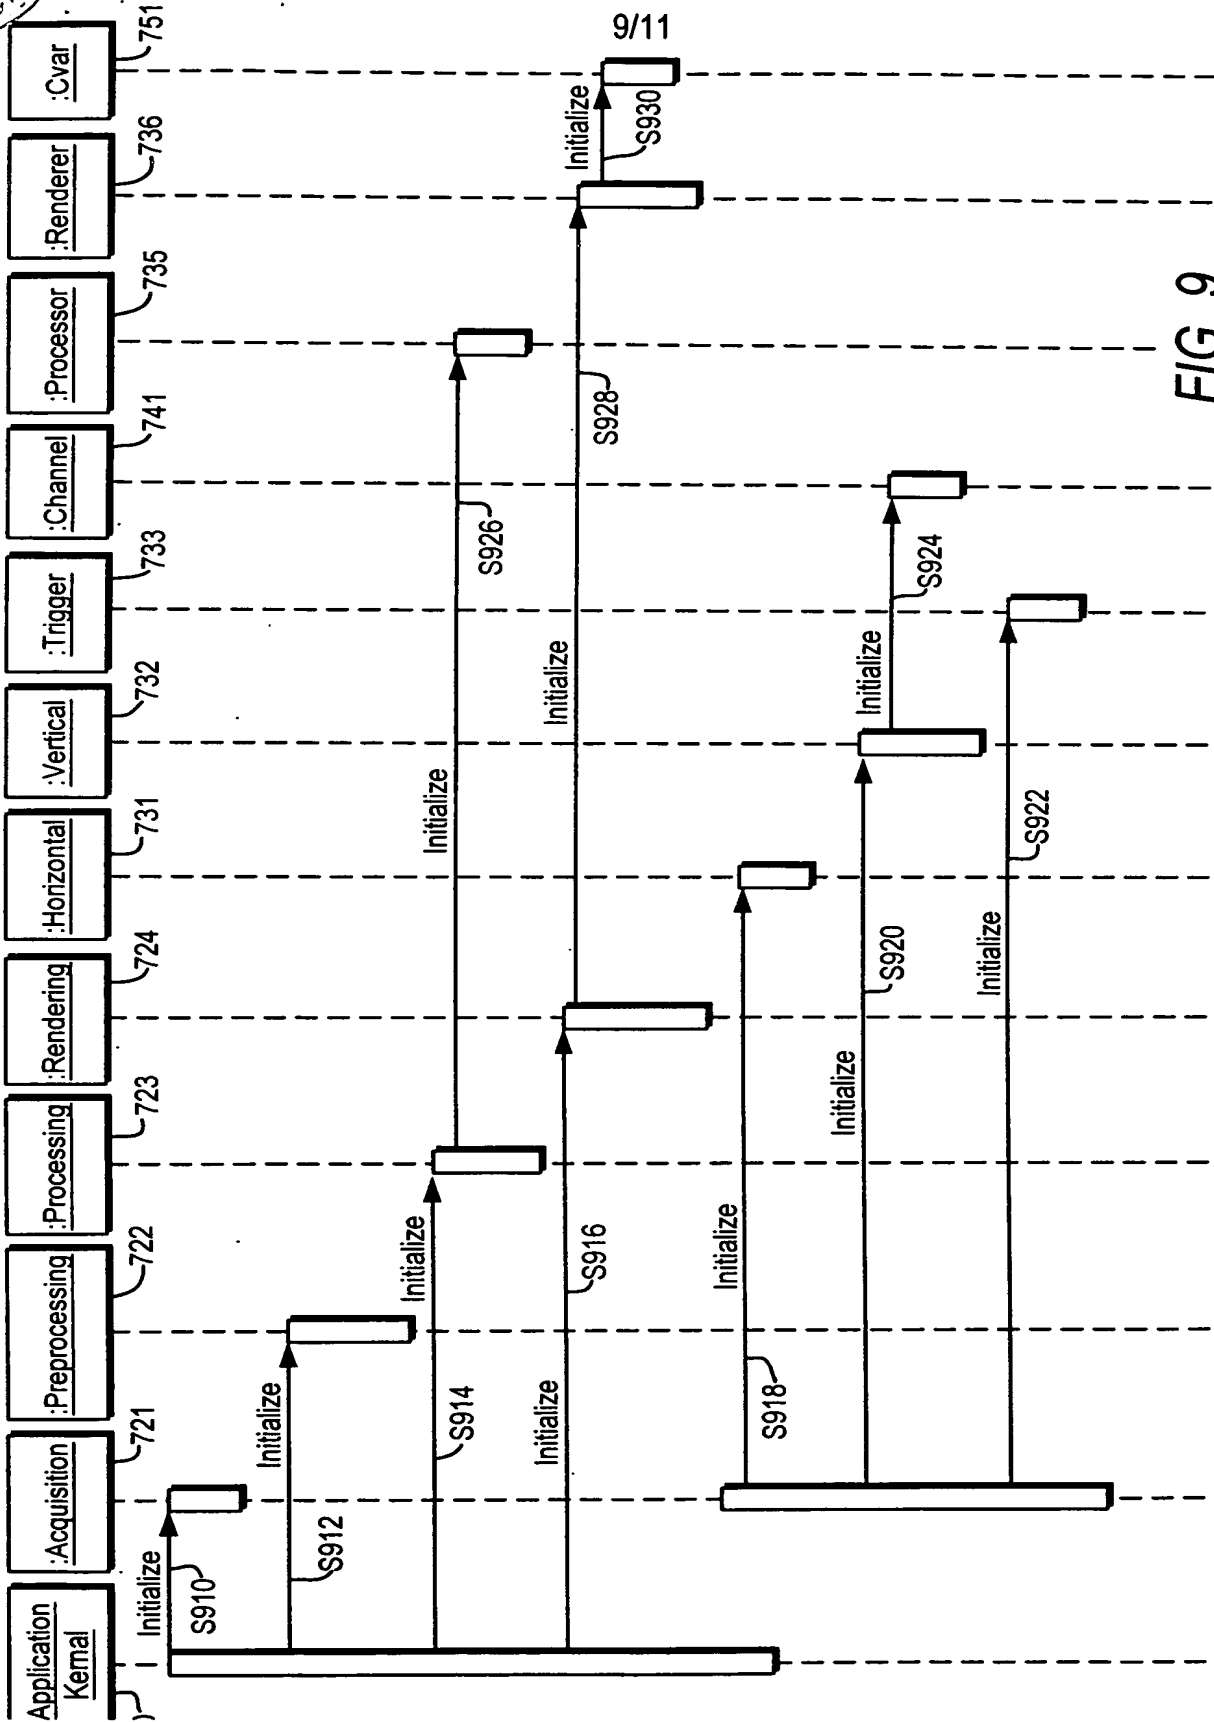 9/11
Application
Kernal
:Acquisition
721
:Preprocessing
722
:Processing
723
:Rendering
724
:Horizontal
731
:Vertical
732
:Trigger
733
:Channel
741
:Processor
735
:Renderer
736
:Cvar
751
Initialize
S910
Initialize
S912
Initialize
S914
Initialize
S926
Initialize
S916
Initialize
S928
Initialize
S930
Initialize
S918
Initialize
S920
Initialize
S924
Initialize
S922
FIG 9